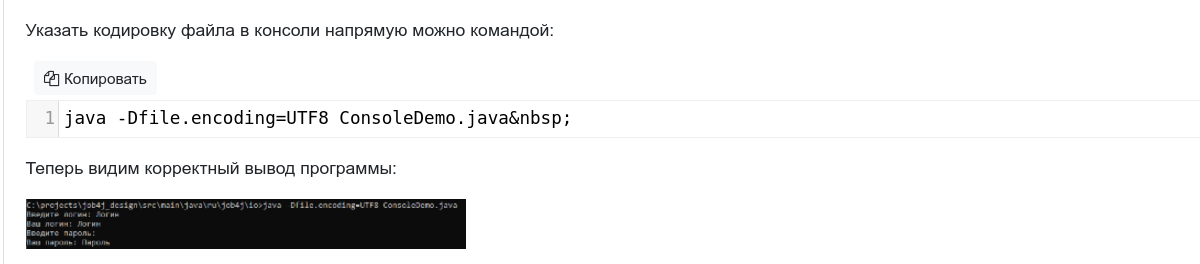 Указать кодировку файла в консоли напрямую можно командой:
Копировать
1 java -Dfile.encoding=UTF8 ConsoleDemo.java&nbsp;
Теперь видим корректный вывод программы:
C:\projects\job4j_design\src\main\java\ru\job4j\io>java -Dfile.encoding=UTF8 ConsoleDemo.java
Введите логин: Логин
Ваш логин: Логин
Введите пароль:
Ваш пароль: Пароль